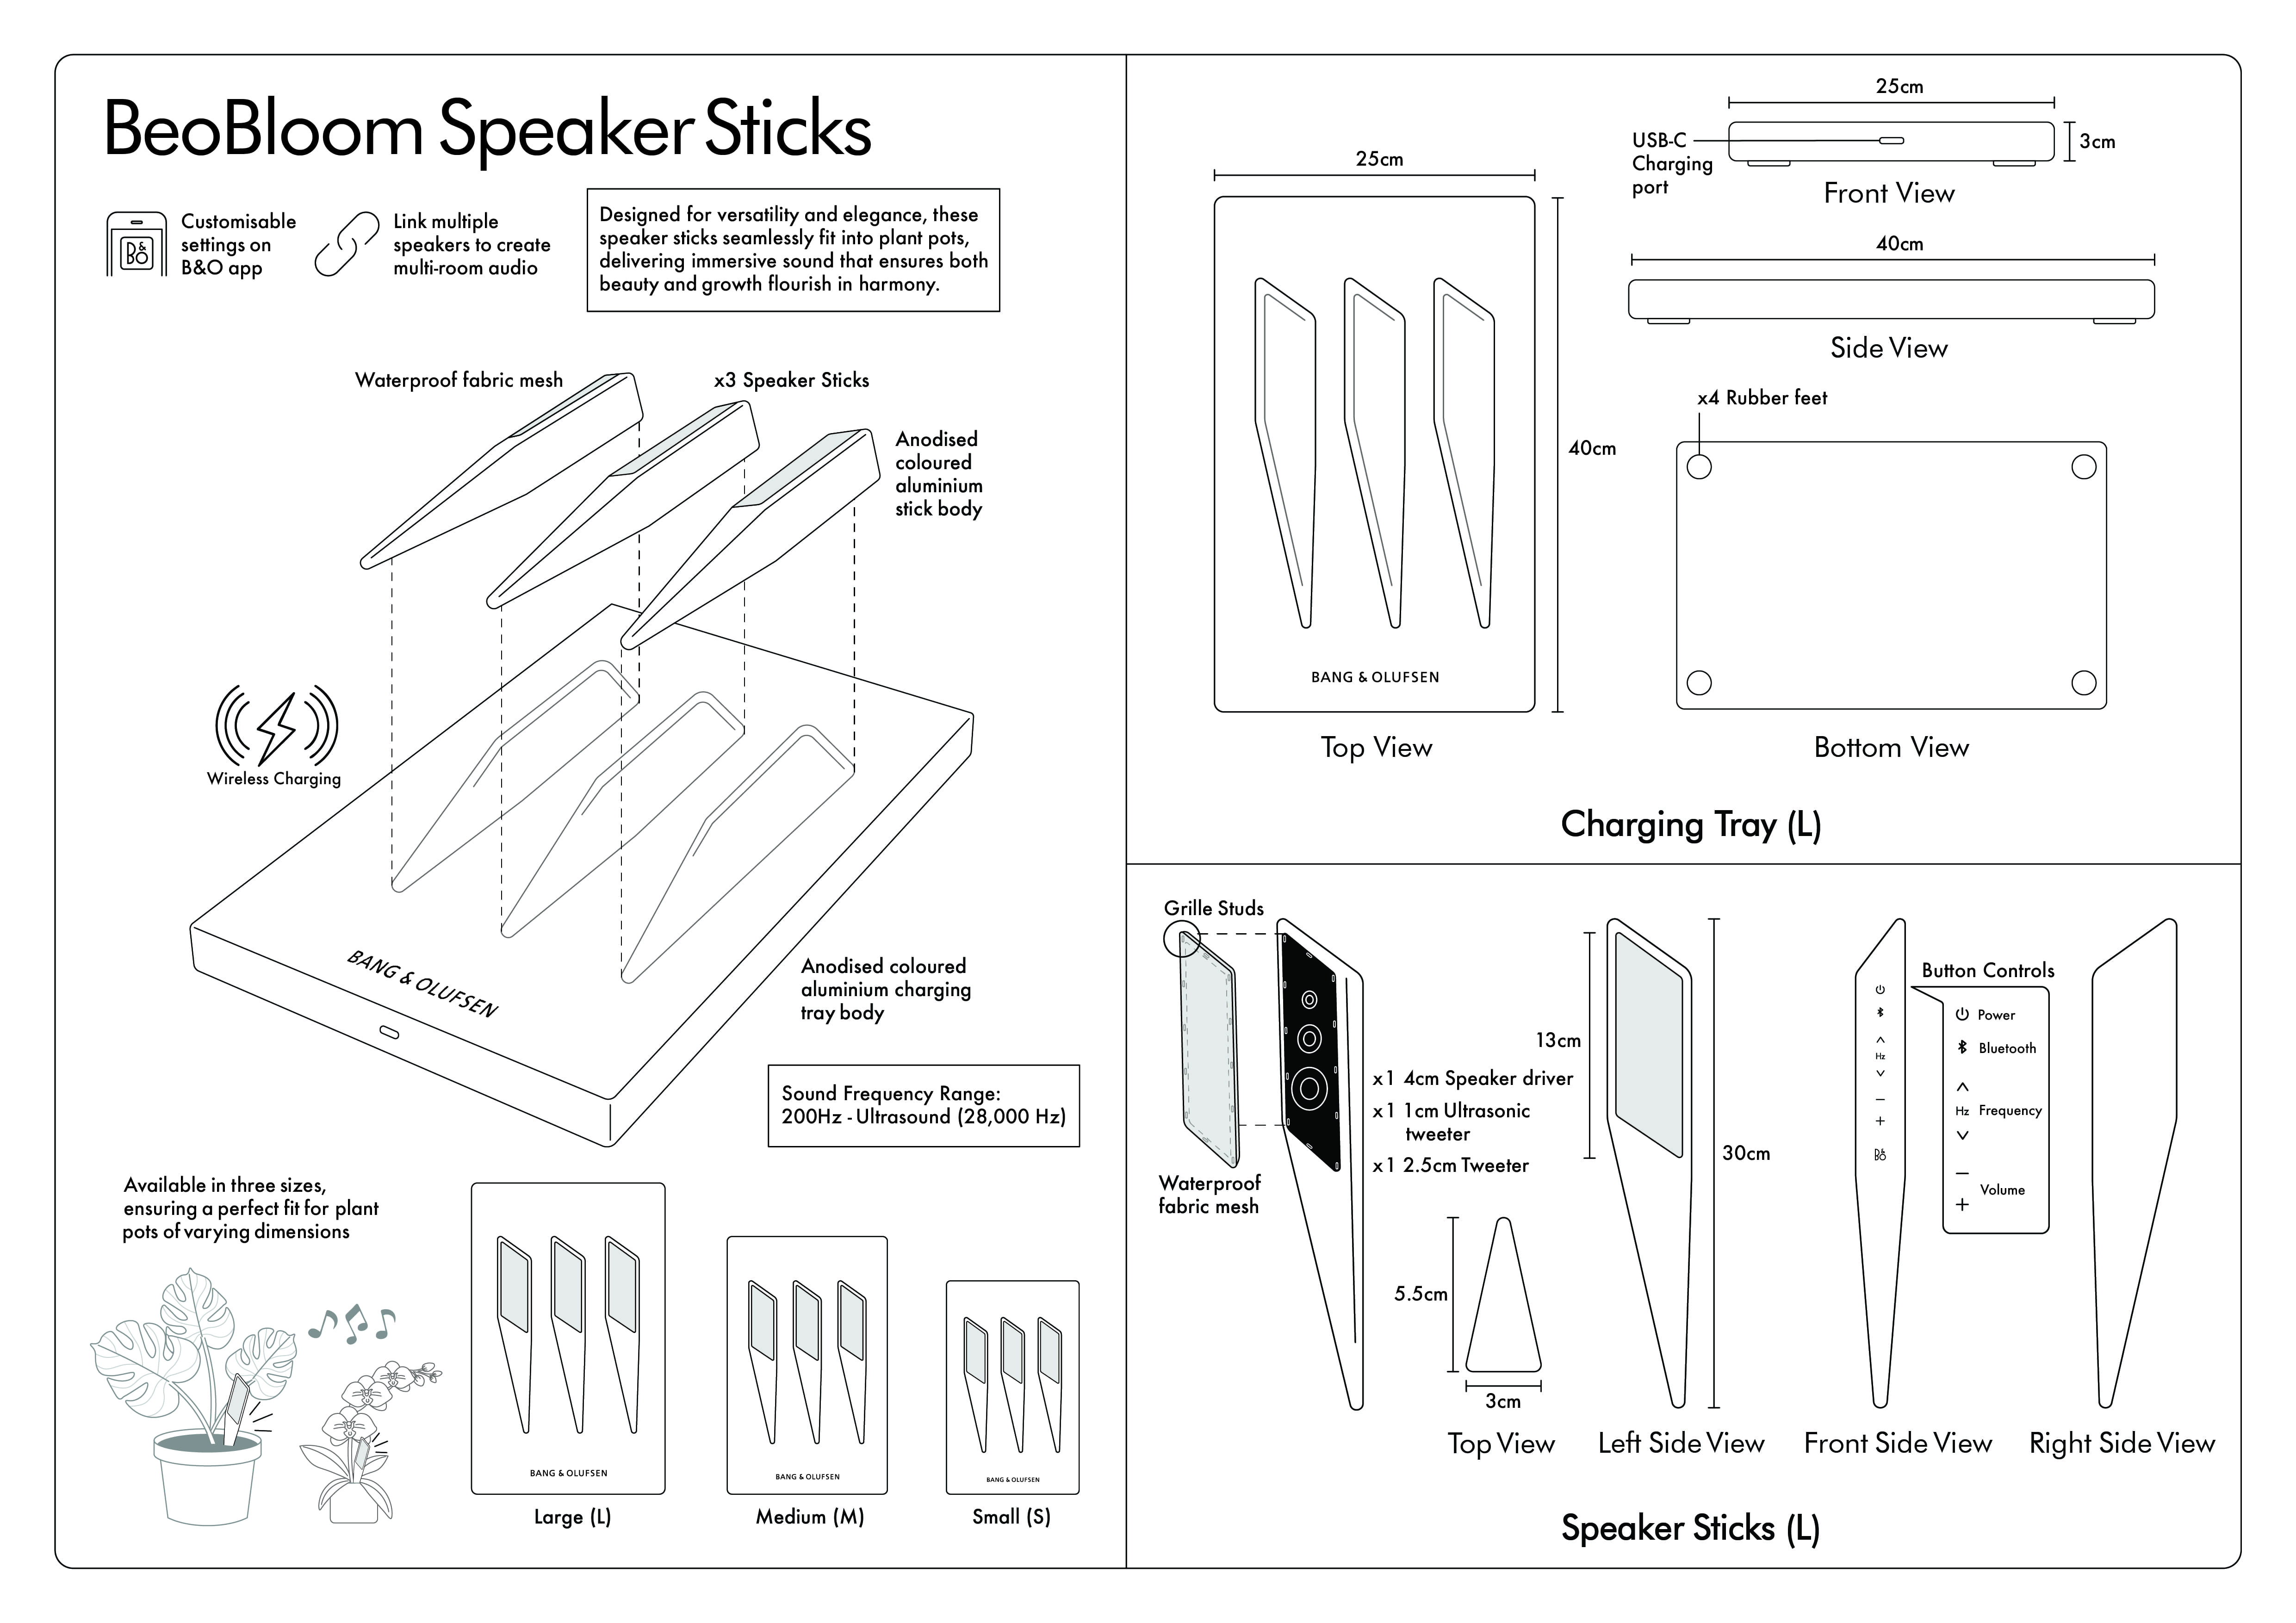 BeoBloom Speaker Sticks
B&O
Customisable
settings on
B&O app
Link multiple
speakers to create
multi-room audio
Designed for versatility and elegance, these
speaker sticks seamlessly fit into plant pots,
delivering immersive sound that ensures both
beauty and growth flourish in harmony.
Waterproof fabric mesh
x3 Speaker Sticks
Anodised
coloured
aluminium
stick body
Wireless Charging
BANG & OLUFSEN
Anodised coloured
aluminium charging
tray body
Sound Frequency Range:
200Hz - Ultrasound (28,000 Hz)
Available in three sizes,
ensuring a perfect fit for plant
pots of varying dimensions
BANG & OLUFSEN
Large (L)
BANG & OLUFSEN
Medium (M)
BANG & OLUFSEN
Small (S)
25cm
40cm
BANG & OLUFSEN
Top View
25cm
USB-C
Charging
port
3cm
Front View
40cm
Side View
x4 Rubber feet
Bottom View
Charging Tray (L)
Grille Studs
Waterproof
fabric mesh
x1 4cm Speaker driver
x1 1cm Ultrasonic
tweeter
x1 2.5cm Tweeter
5.5cm
3cm
Top View
13cm
30cm
Left Side View
Hz
B&O
Front Side View
Button Controls
Power
Bluetooth
Hz Frequency
− Volume
+
Right Side View
Speaker Sticks (L)